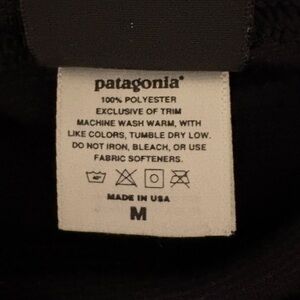 patagonia®
100% POLYESTER
EXCLUSIVE OF TRIM
MACHINE WASH WARM, WITH
LIKE COLORS, TUMBLE DRY LOW.
DO NOT IRON, BLEACH, OR USE
FABRIC SOFTENERS.
40°
MADE IN USA
M